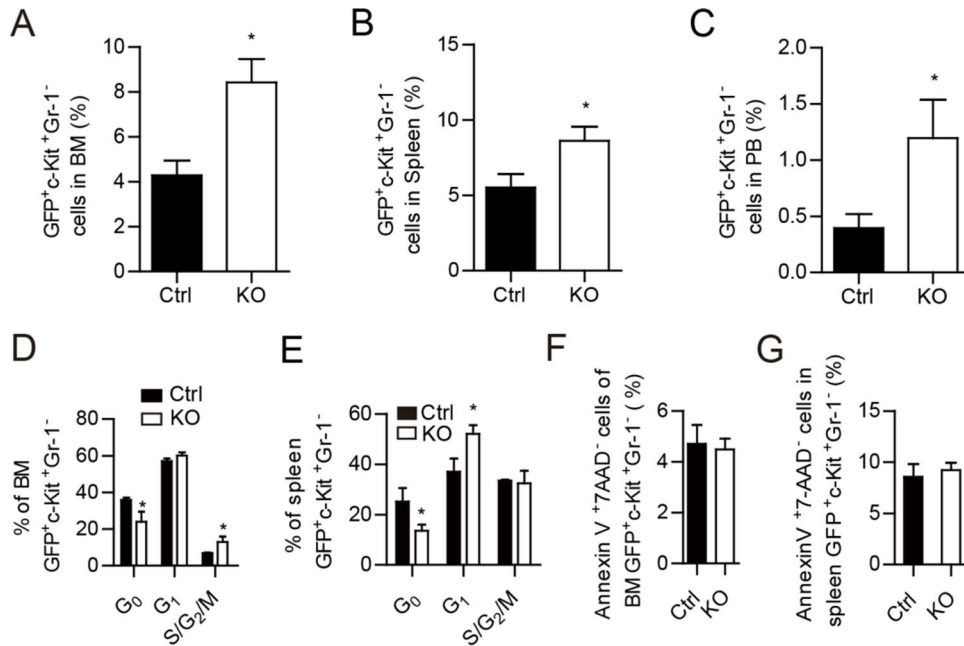 A
GFP⁺c-Kit ⁺Gr-1⁻
cells in BM (%)
10
8
6
4
2
0
*
Ctrl
KO
B
GFP⁺c-Kit ⁺Gr-1⁻
cells in Spleen (%)
15
10
5
0
*
Ctrl
KO
C
GFP⁺c-Kit ⁺Gr-1⁻
cells in PB (%)
2.0
1.5
1.0
0.5
0.0
*
Ctrl
KO
D
% of BM
GFP⁺c-Kit ⁺Gr-1⁻
Ctrl
KO
80
60
40
20
0
*
*
G₀
G₁
S/G₂/M
E
% of spleen
GFP⁺c-Kit ⁺Gr-1⁻
Ctrl
KO
60
40
20
0
*
*
G₀
G₁
S/G₂/M
F
Annexin V ⁺7AAD⁻ cells of
BM GFP⁺c-Kit ⁺Gr-1⁻ ( %)
6
4
2
0
Ctrl
KO
G
AnnexinV ⁺7-AAD⁻ cells in
spleen GFP⁺c-Kit ⁺Gr-1⁻ (%)
15
10
5
0
Ctrl
KO